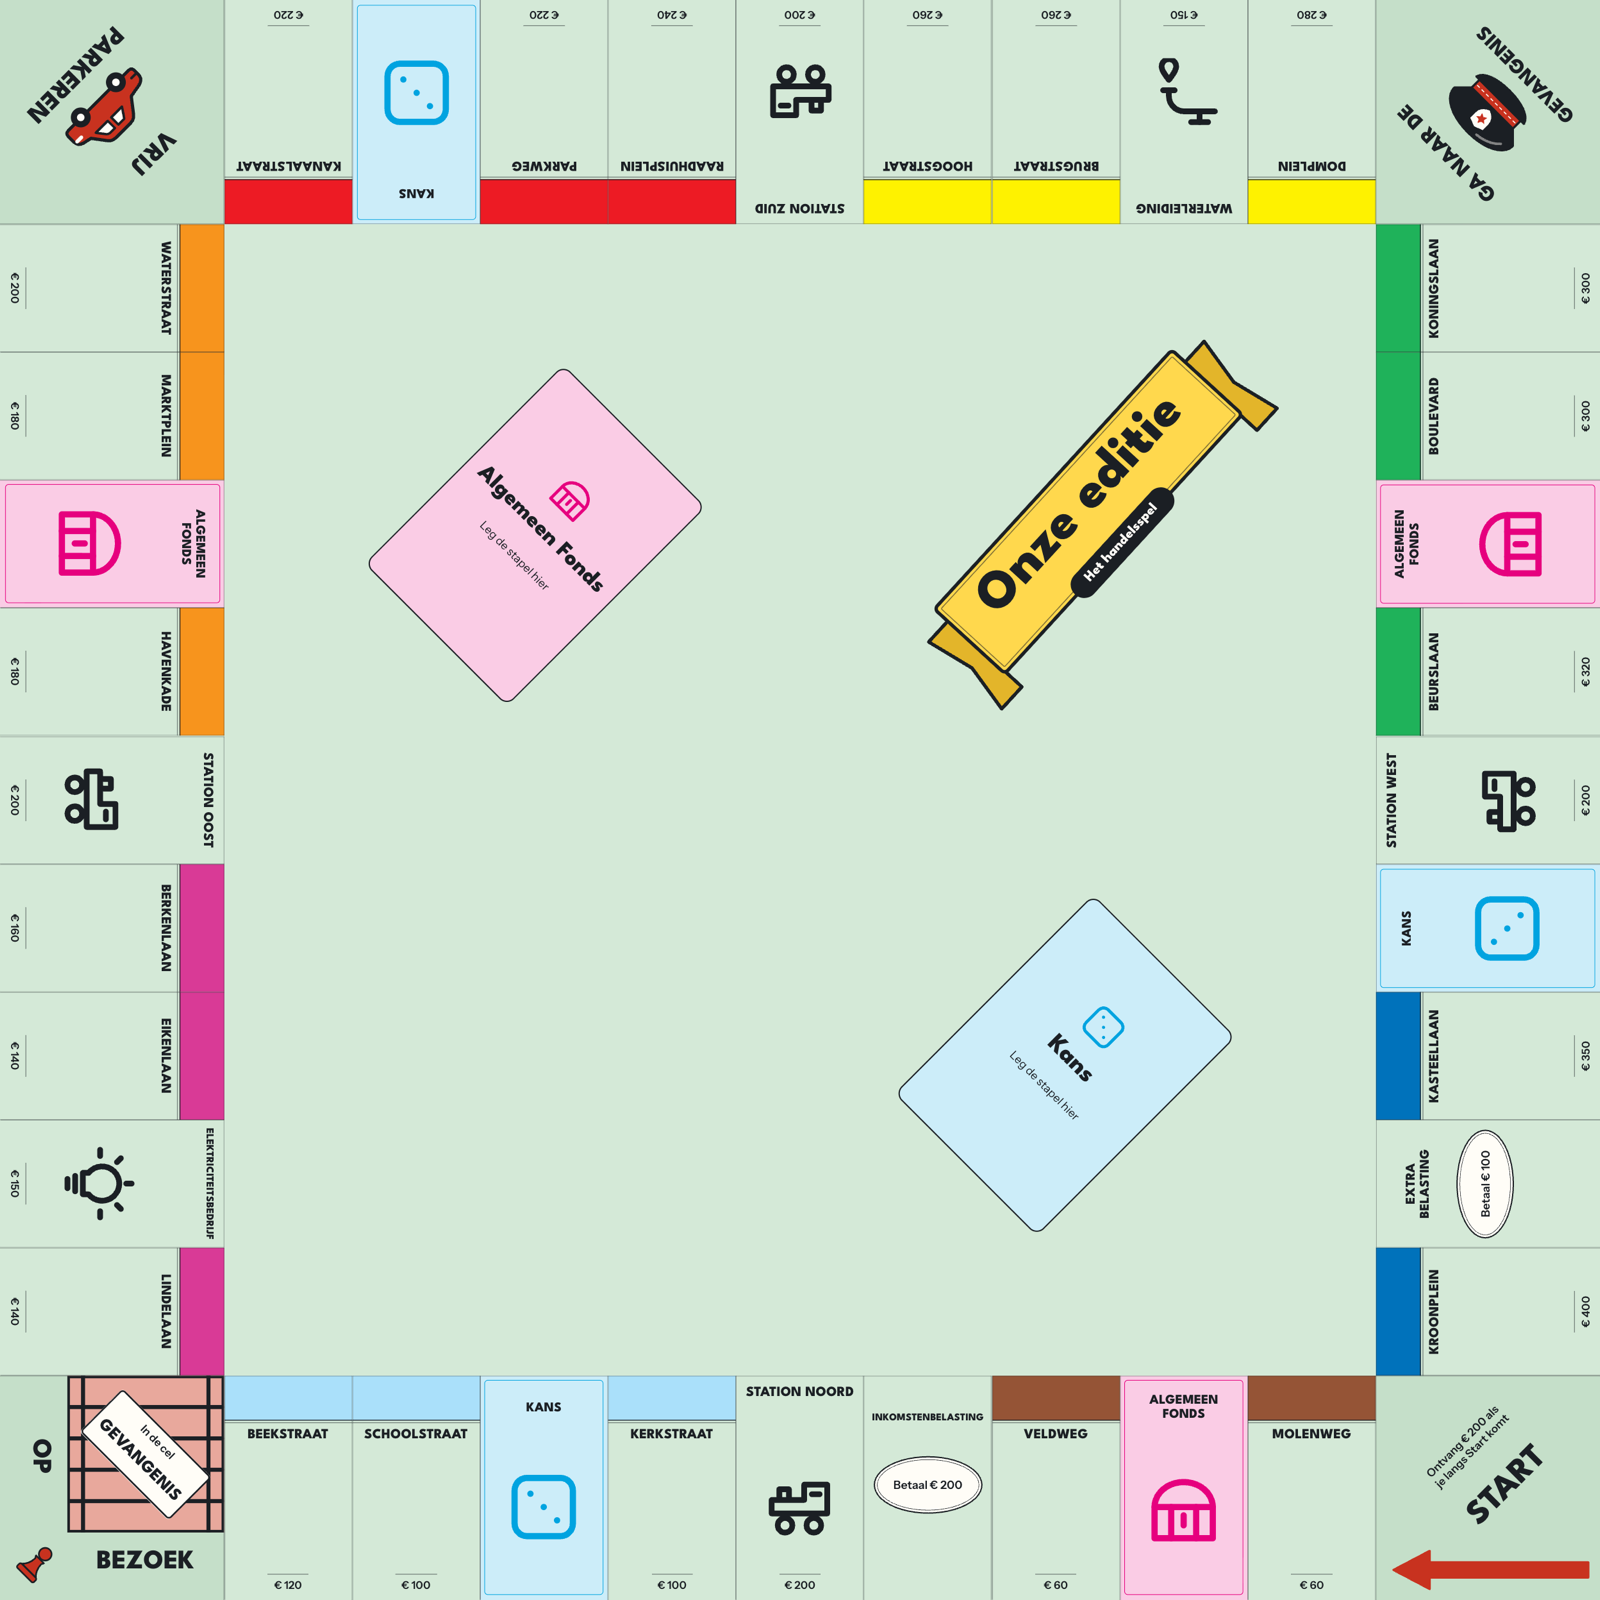 VRIJ
PARKEREN
KANAALSTRAAT
€ 220
KANS
PARKWEG
€ 220
RAADHUISPLEIN
€ 240
STATION ZUID
€ 200
HOOGSTRAAT
€ 260
BRUGSTRAAT
€ 260
WATERLEIDING
€ 150
DOMPLEIN
€ 280
GA NAAR DE
GEVANGENIS
KONINGSLAAN
€ 300
BOULEVARD
€ 300
ALGEMEEN
FONDS
BEURSLAAN
€ 320
STATION WEST
€ 200
KANS
KASTEELLAAN
€ 350
EXTRA
BELASTING
Betaal € 100
KROONPLEIN
€ 400
Ontvang € 200 als
je langs Start komt
START
MOLENWEG
€ 60
ALGEMEEN
FONDS
VELDWEG
€ 60
INKOMSTENBELASTING
Betaal € 200
STATION NOORD
€ 200
KERKSTRAAT
€ 100
KANS
SCHOOLSTRAAT
€ 100
BEEKSTRAAT
€ 120
In de cel
GEVANGENIS
OP
BEZOEK
LINDELAAN
€ 140
ELEKTRICITEITSBEDRIJF
€ 150
EIKENLAAN
€ 140
BERKENLAAN
€ 160
STATION OOST
€ 200
HAVENKADE
€ 180
ALGEMEEN
FONDS
MARKTPLEIN
€ 180
WATERSTRAAT
€ 200
Algemeen Fonds
Leg de stapel hier
Onze editie
Het handelsspel
Kans
Leg de stapel hier